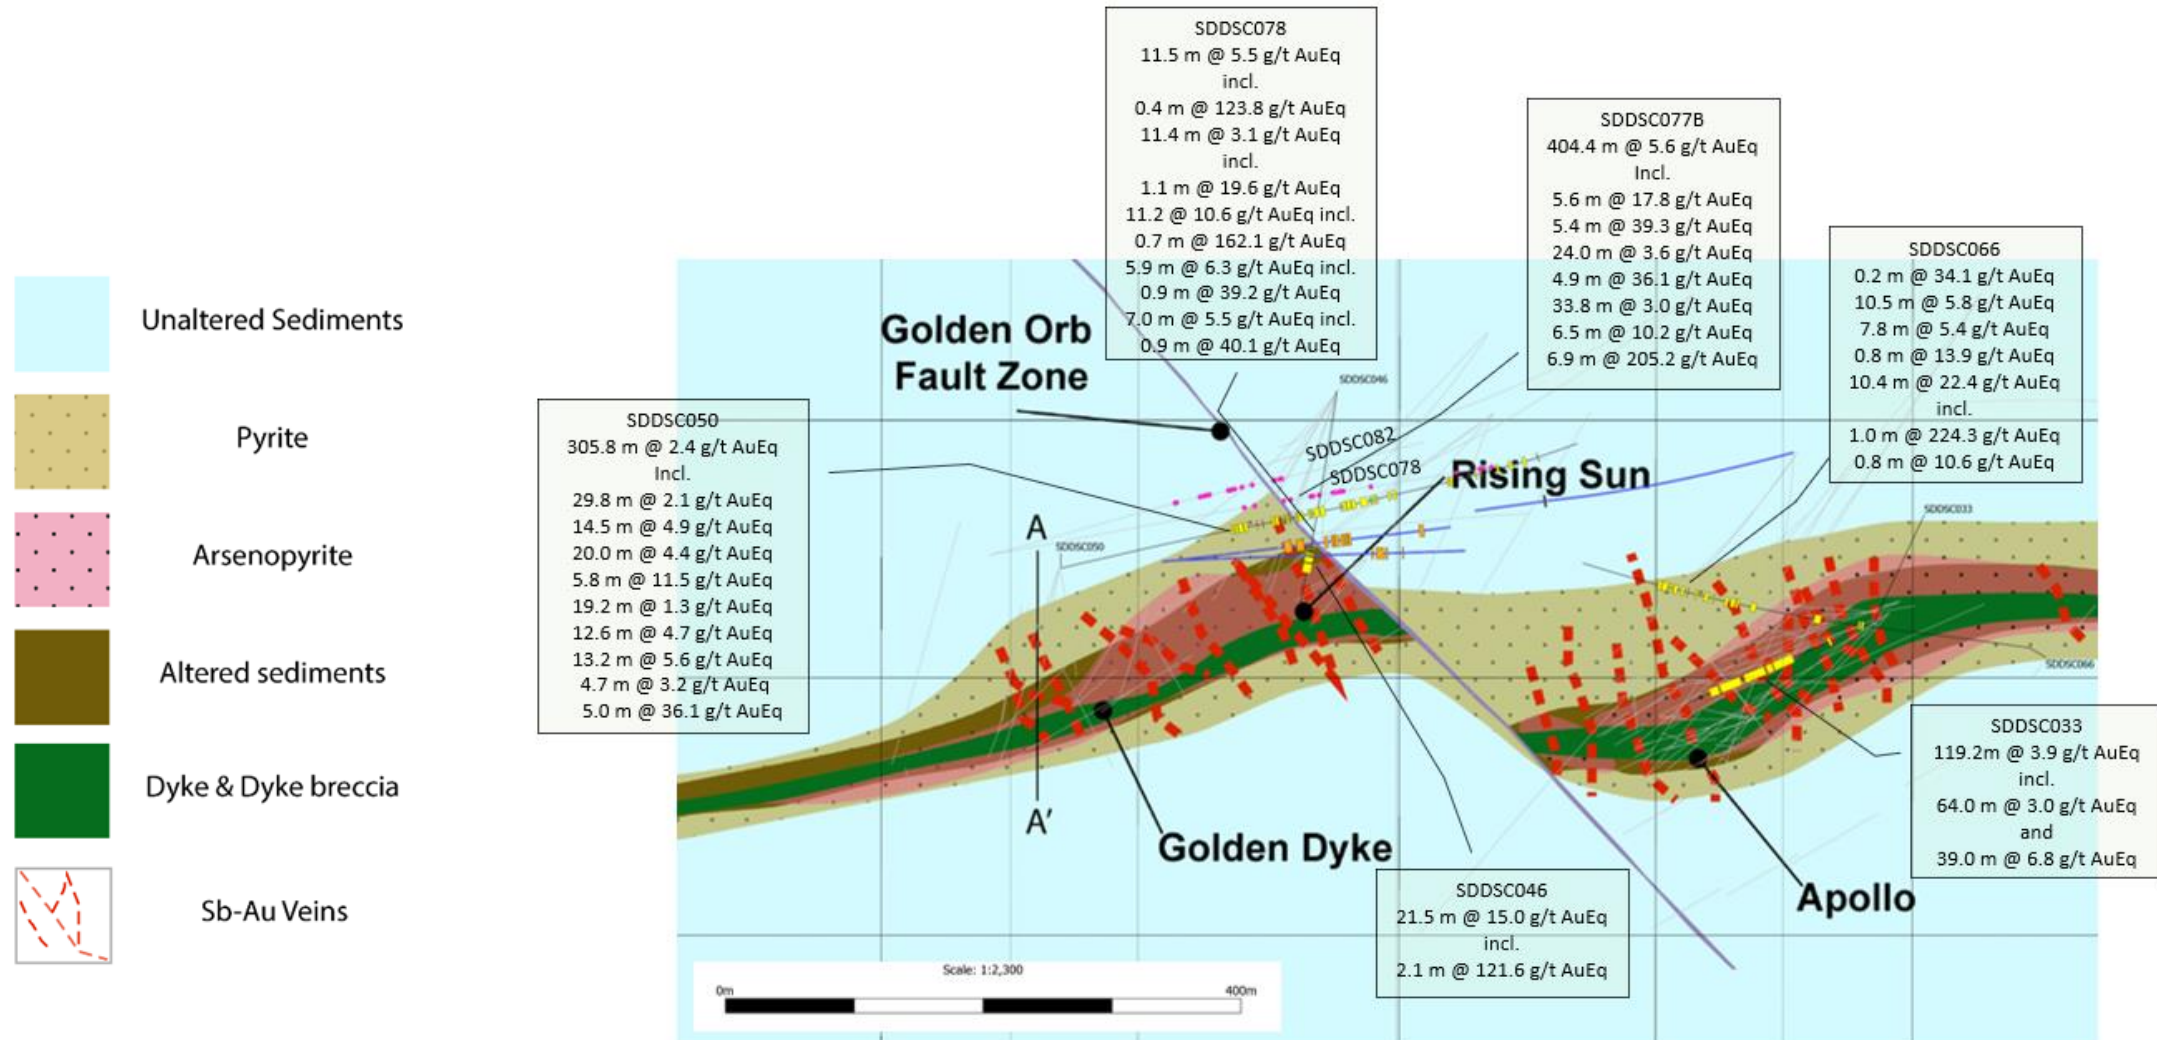 Unaltered Sediments
Pyrite
Arsenopyrite
Altered sediments
Dyke & Dyke breccia
Sb-Au Veins
SDDSC050
305.8 m @ 2.4 g/t AuEq
Incl.
29.8 m @ 2.1 g/t AuEq
14.5 m @ 4.9 g/t AuEq
20.0 m @ 4.4 g/t AuEq
5.8 m @ 11.5 g/t AuEq
19.2 m @ 1.3 g/t AuEq
12.6 m @ 4.7 g/t AuEq
13.2 m @ 5.6 g/t AuEq
4.7 m @ 3.2 g/t AuEq
5.0 m @ 36.1 g/t AuEq
SDDSC078
11.5 m @ 5.5 g/t AuEq
incl.
0.4 m @ 123.8 g/t AuEq
11.4 m @ 3.1 g/t AuEq
incl.
1.1 m @ 19.6 g/t AuEq
11.2 @ 10.6 g/t AuEq incl.
0.7 m @ 162.1 g/t AuEq
5.9 m @ 6.3 g/t AuEq incl.
0.9 m @ 39.2 g/t AuEq
7.0 m @ 5.5 g/t AuEq incl.
0.9 m @ 40.1 g/t AuEq
SDDSC077B
404.4 m @ 5.6 g/t AuEq
Incl.
5.6 m @ 17.8 g/t AuEq
5.4 m @ 39.3 g/t AuEq
24.0 m @ 3.6 g/t AuEq
4.9 m @ 36.1 g/t AuEq
33.8 m @ 3.0 g/t AuEq
6.5 m @ 10.2 g/t AuEq
6.9 m @ 205.2 g/t AuEq
SDDSC066
0.2 m @ 34.1 g/t AuEq
10.5 m @ 5.8 g/t AuEq
7.8 m @ 5.4 g/t AuEq
0.8 m @ 13.9 g/t AuEq
10.4 m @ 22.4 g/t AuEq
incl.
1.0 m @ 224.3 g/t AuEq
0.8 m @ 10.6 g/t AuEq
Golden Orb
Fault Zone
SDDSC046
SDDSC082
SDDSC078
Rising Sun
SDDSC033
A
SDDSC050
SDDSC066
A'
Golden Dyke
Apollo
SDDSC033
119.2m @ 3.9 g/t AuEq
incl.
64.0 m @ 3.0 g/t AuEq
and
39.0 m @ 6.8 g/t AuEq
SDDSC046
21.5 m @ 15.0 g/t AuEq
incl.
2.1 m @ 121.6 g/t AuEq
Scale: 1:2,300
0m
400m